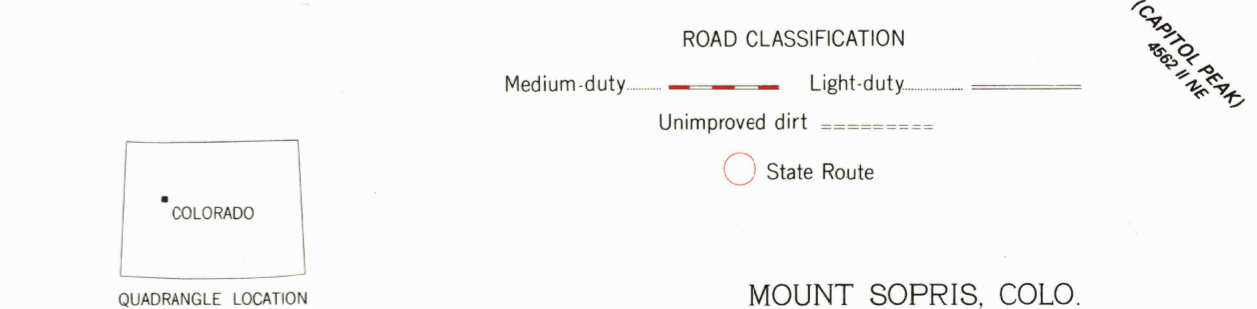 (CAPITOL PEAK)
4562 II NE
ROAD CLASSIFICATION
Medium-duty......... Light-duty.................
Unimproved dirt =========
State Route
COLORADO
QUADRANGLE LOCATION
MOUNT SOPRIS, COLO.